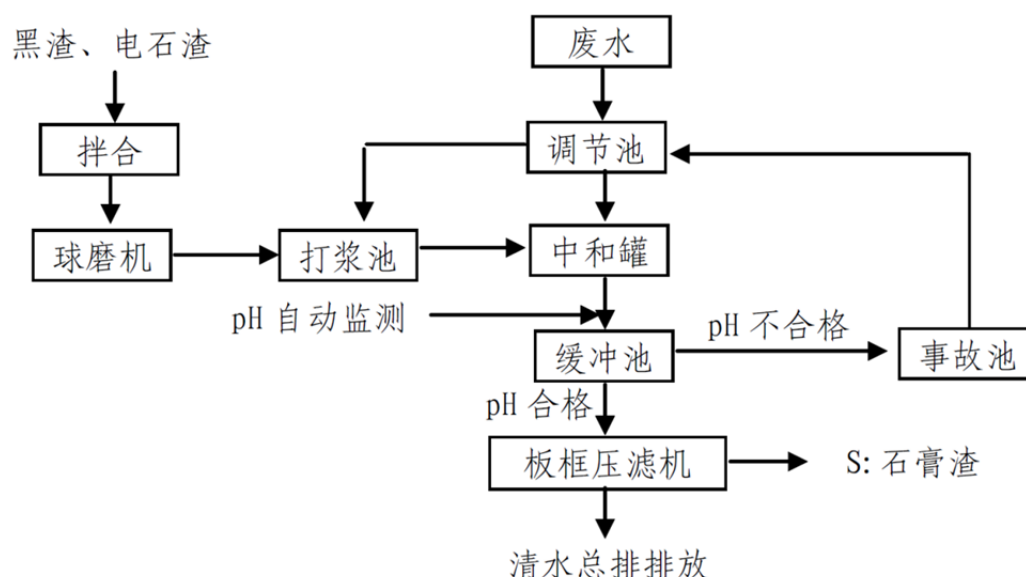 黑渣、电石渣
废水
拌合
调节池
球磨机
打浆池
中和罐
pH 自动监测
pH 不合格
缓冲池
事故池
pH 合格
板框压滤机
S: 石膏渣
清水总排排放